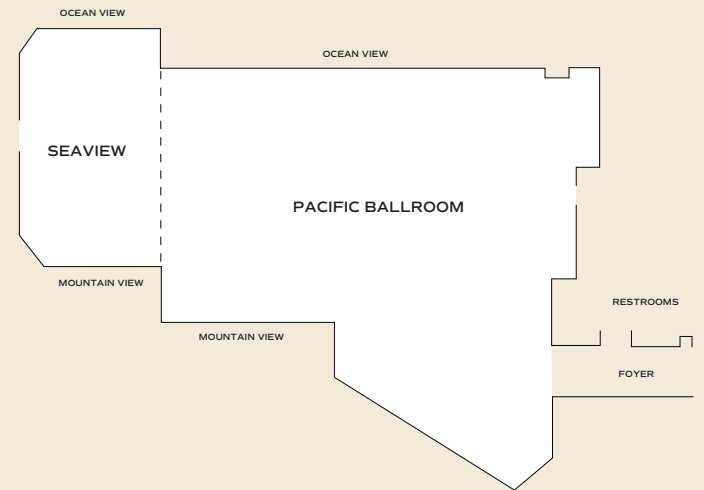 OCEAN VIEW
OCEAN VIEW
SEAVIEW
PACIFIC BALLROOM
MOUNTAIN VIEW
RESTROOMS
MOUNTAIN VIEW
FOYER